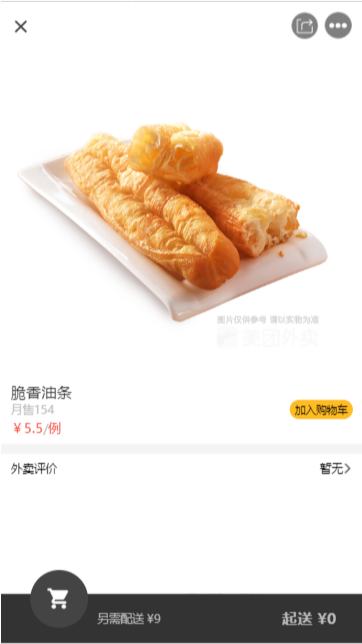 图片仅供参考 请以实物为准
美团外卖
脆香油条
月售154
加入购物车
￥5.5/例
外卖评价
暂无>
另需配送 ¥9
起送 ¥0